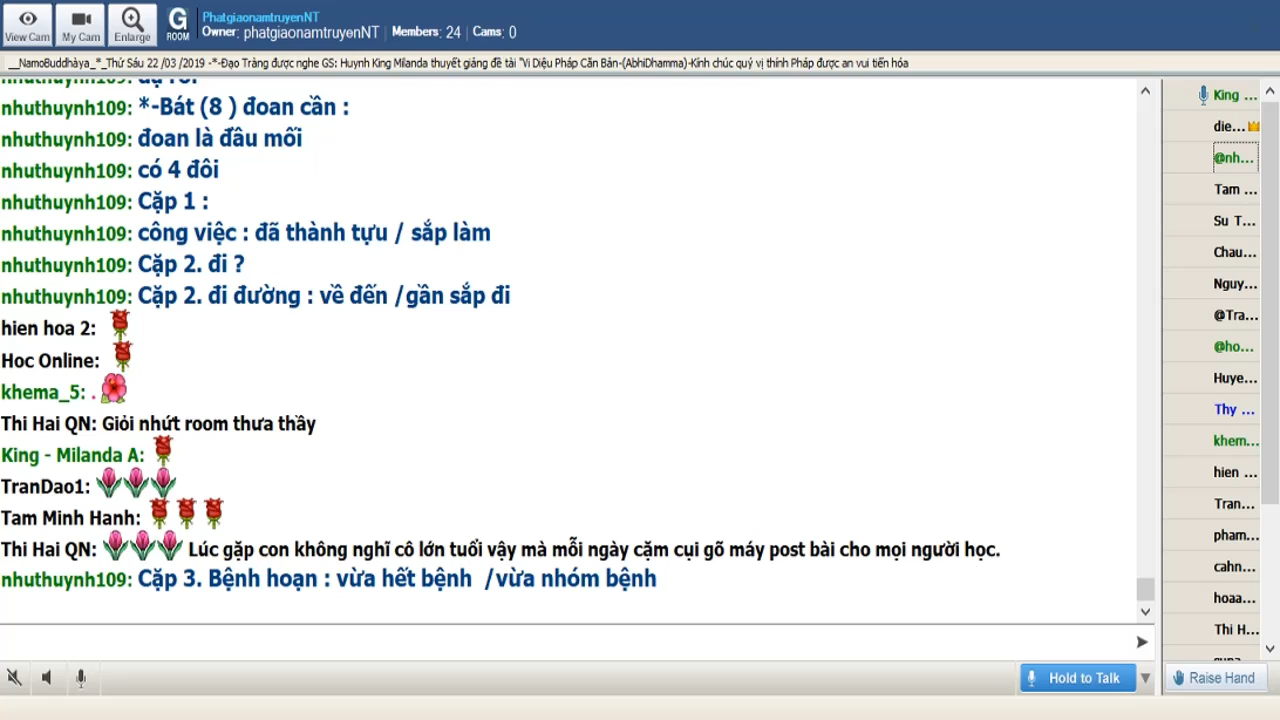 View Cam
My Cam
Enlarge
G
ROOM
PhatgiaonamtruyenNT
Owner: phatgiaonamtruyenNT Members: 24 Cams: 0
__NamoBuddhàya_*_Thứ Sáu 22 /03 /2019 -*-Đạo Tràng được nghe GS: Huynh King Milanda thuyết giảng đề tài "Vi Diệu Pháp Căn Bản-(AbhiDhamma)-Kính chúc quý vị thính Pháp được an vui tiến hóa
nhuthuynh109: dạ rồi
nhuthuynh109: *-Bát (8 ) đoan cần :
nhuthuynh109: đoan là đầu mối
nhuthuynh109: có 4 đôi
nhuthuynh109: Cặp 1 :
nhuthuynh109: công việc : đã thành tựu / sắp làm
nhuthuynh109: Cặp 2. đi ?
nhuthuynh109: Cặp 2. đi đường : về đến /gần sắp đi
hien hoa 2:
Hoc Online:
khema_5: .
Thi Hai QN: Giỏi nhứt room thưa thầy
King - Milanda A:
TranDao1:
Tam Minh Hanh:
Thi Hai QN: Lúc gặp con không nghĩ cô lớn tuổi vậy mà mỗi ngày cặm cụi gõ máy post bài cho mọi người học.
nhuthuynh109: Cặp 3. Bệnh hoạn : vừa hết bệnh /vừa nhóm bệnh
King ...
die...
@nh...
Tam ...
Su T...
Chau...
Nguy...
@Tra...
@ho...
Huye...
Thy ...
khem...
hien ...
Tran...
pham...
cahn...
hoaa...
Thi H...
Hold to Talk
Raise Hand